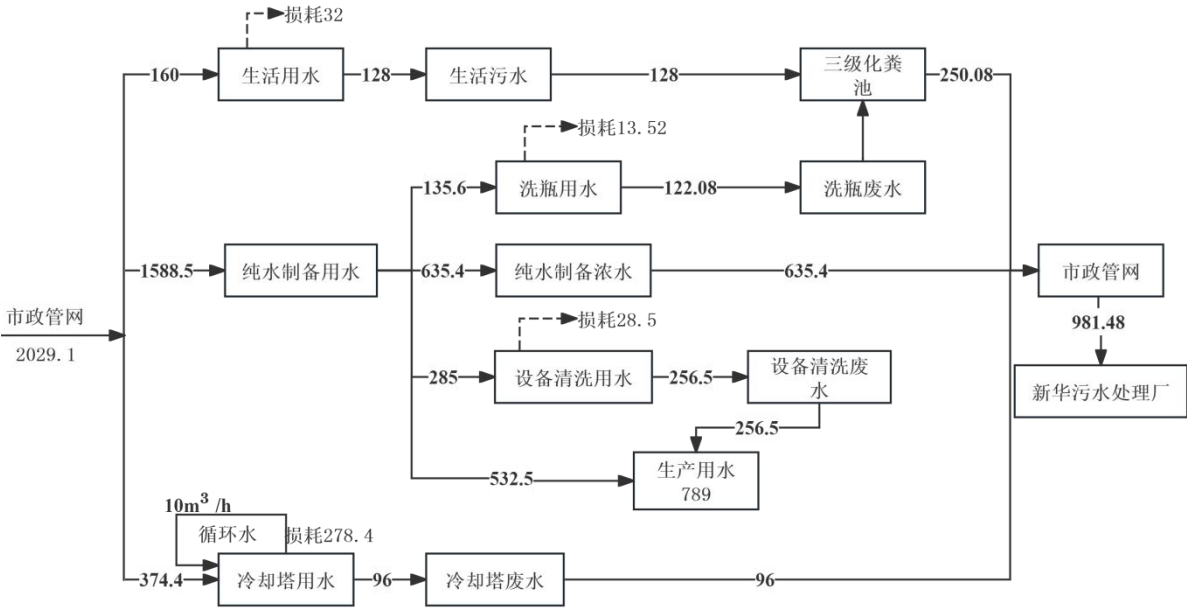 损耗32
160
生活用水
128
生活污水
128
三级化粪
池
250.08
损耗13.52
135.6
洗瓶用水
122.08
洗瓶废水
1588.5
纯水制备用水
635.4
纯水制备浓水
635.4
市政管网
市政管网
2029.1
损耗28.5
981.48
285
设备清洗用水
256.5
设备清洗废
水
新华污水处理厂
256.5
532.5
生产用水
789
10m³ /h
循环水
损耗278.4
374.4
冷却塔用水
96
冷却塔废水
96